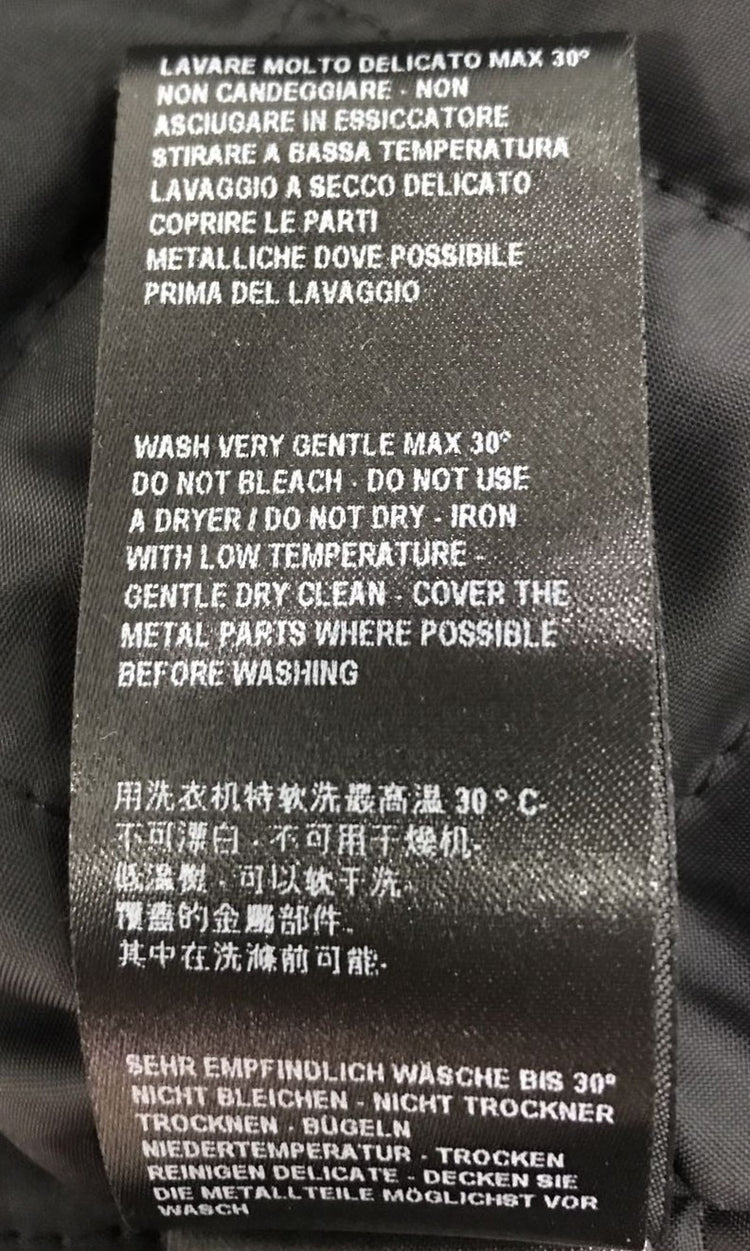 LAVARE MOLTO DELICATO MAX 30°
NON CANDEGGIARE - NON
ASCIUGARE IN ESSICCATORE
STIRARE A BASSA TEMPERATURA
LAVAGGIO A SECCO DELICATO
COPRIRE LE PARTI
METALLICHE DOVE POSSIBILE
PRIMA DEL LAVAGGIO
WASH VERY GENTLE MAX 30°
DO NOT BLEACH - DO NOT USE
A DRYER / DO NOT DRY - IRON
WITH LOW TEMPERATURE -
GENTLE DRY CLEAN - COVER THE
METAL PARTS WHERE POSSIBLE
BEFORE WASHING
用洗衣机特软洗最高温 30 ° C-
不可漂白 - 不可用干燥机-
低温 - 可以软干洗-
覆蓋的金屬部件-
其中在洗滌前可能-
SEHR EMPFINDLICH WÄSCHE BIS 30°
NICHT BLEICHEN - NICHT TROCKNER
TROCKNEN - BÜGELN
NIEDERTEMPERATUR - TROCKEN
REINIGEN DELICATE - DECKEN SIE
DIE METALLTEILE MÖGLICHST VOR
WASCH